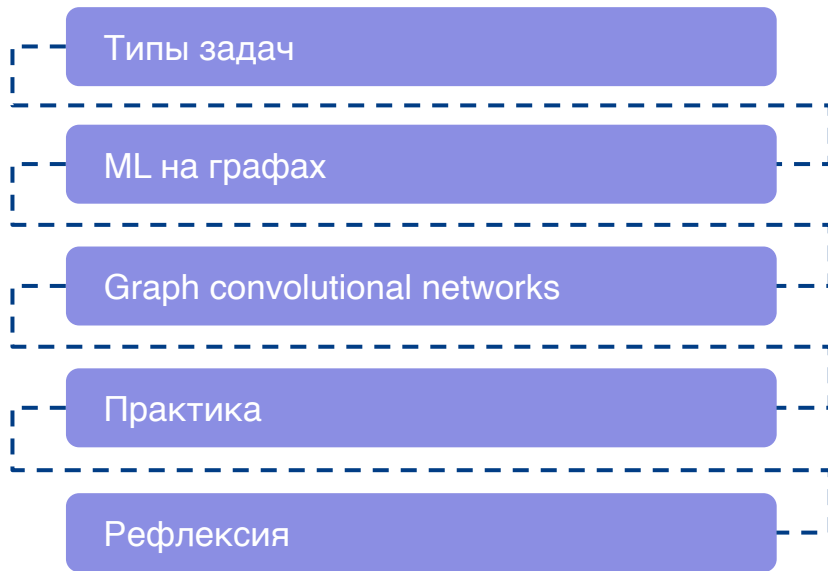 Типы задач
ML на графах
Graph convolutional networks
Практика
Рефлексия